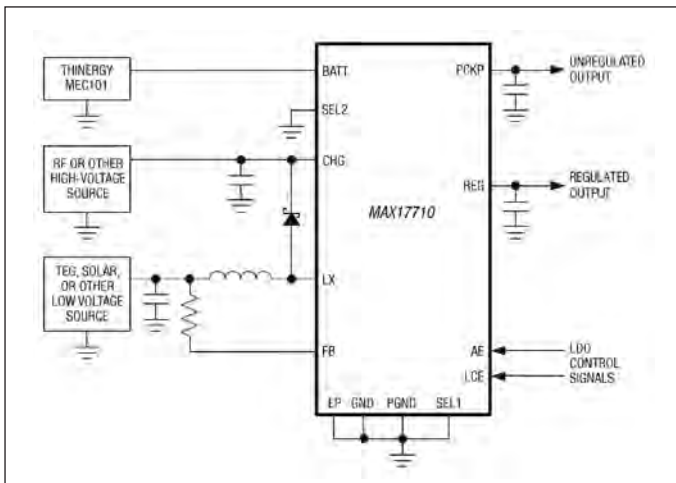 THINERGY
MEC101
RF OR OTHER
HIGH-VOLTAGE
SOURCE
TEG, SOLAR,
OR OTHER
LOW VOLTAGE
SOURCE
BATT
SEL2
CHG
LX
FB
MAX17710
PCKP
REG
AE
LCE
EP GND PGND SEL1
UNREGULATED
OUTPUT
REGULATED
OUTPUT
LDO
CONTROL
SIGNALS